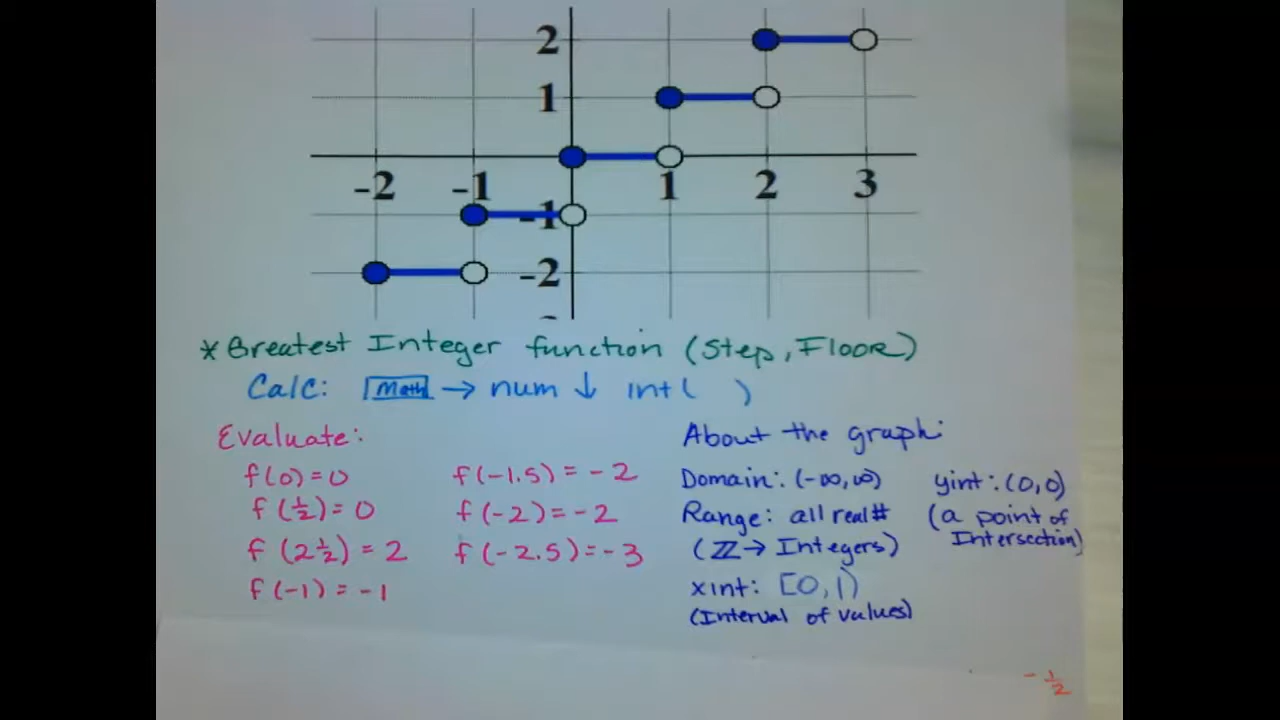 2
1
-2 -1 1 2 3
-1
-2
*Greatest Integer function (Step, Floor)
Calc: Math → num ↓ int( )
Evaluate:
f(0)=0
f(½)=0
f(2½)=2
f(-1)=-1
f(-1.5)=-2
f(-2)=-2
f(-2.5)=-3
About the graph:
Domain: (-∞,∞)
Range: all real#
(ℤ→ Integers)
xint: [0,1)
(Interval of values)
yint: (0,0)
(a point of
Intersection)
-½